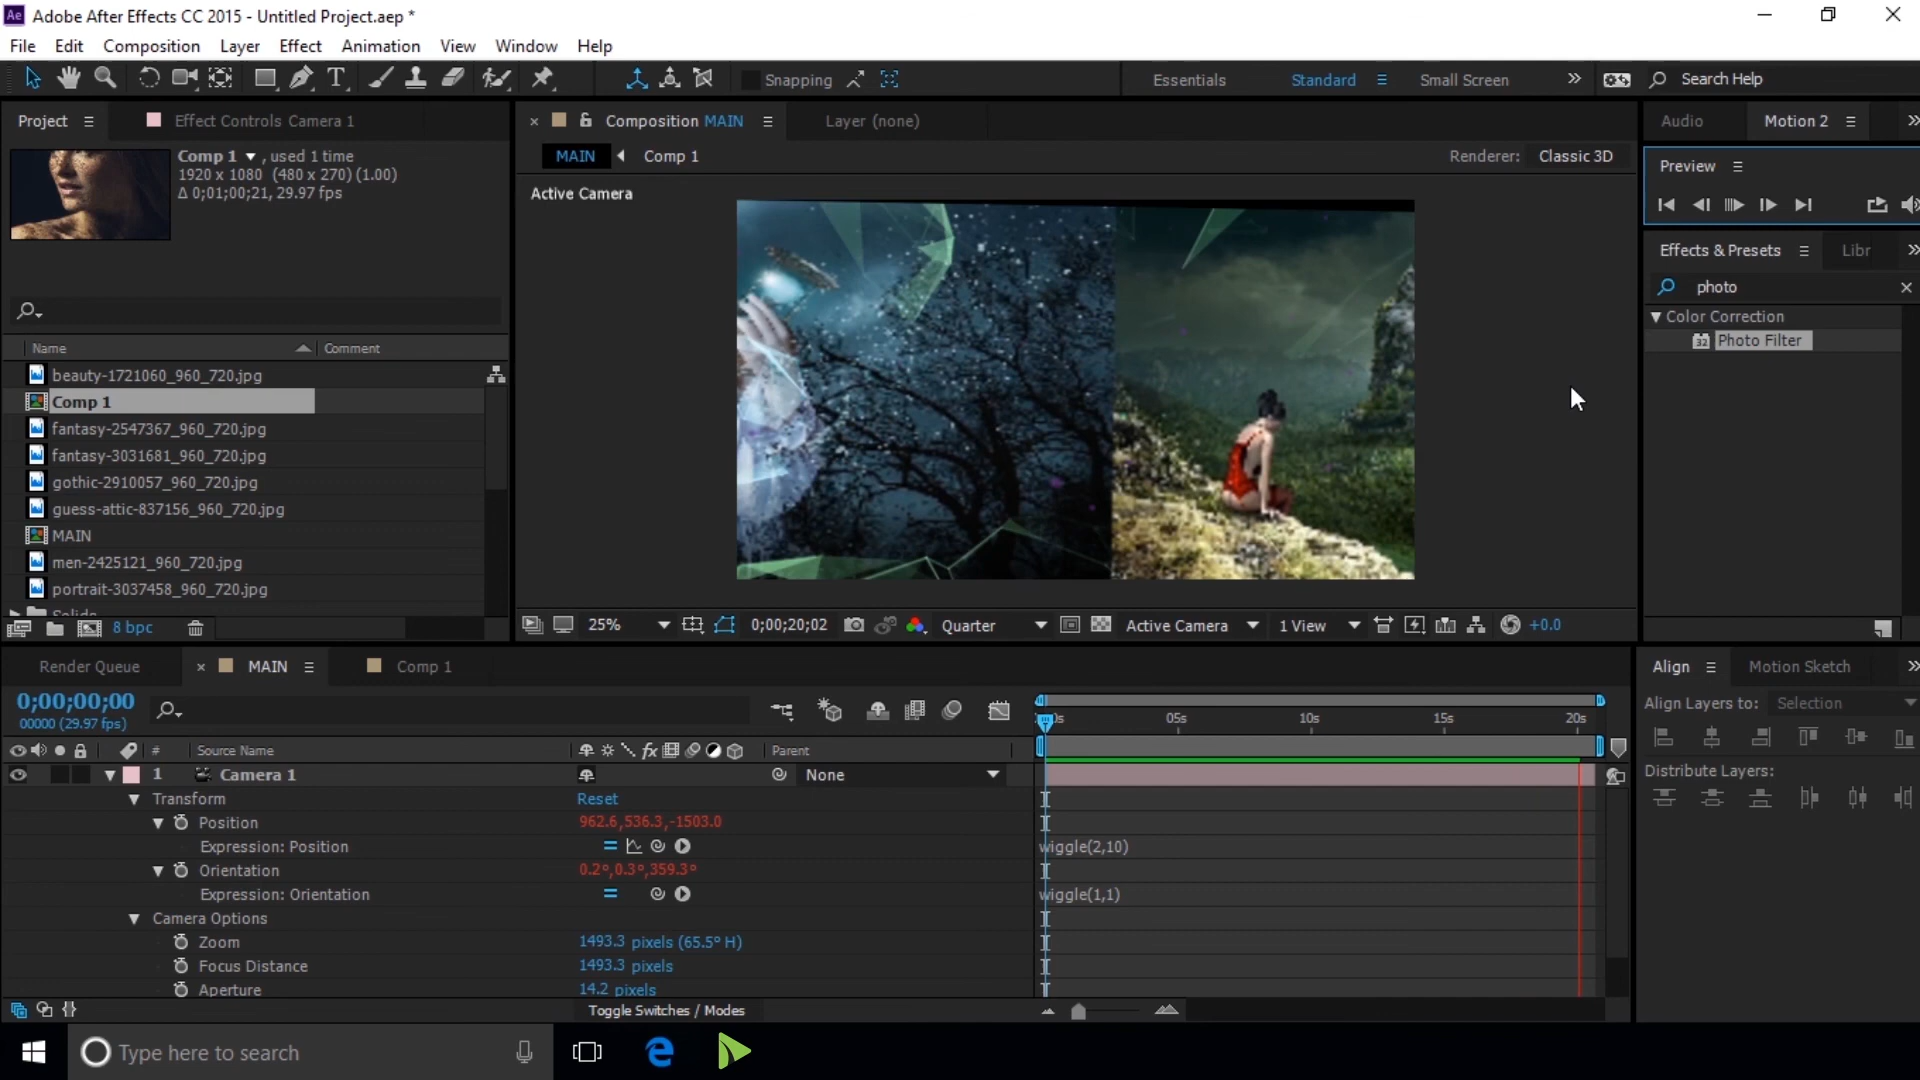 Ae Adobe After Effects CC 2015 - Untitled Project.aep *
File Edit Composition Layer Effect Animation View Window Help
T Snapping Essentials Standard Small Screen Search Help
Project Effect Controls Camera 1 Composition MAIN Layer (none) Audio Motion 2
Comp 1 , used 1 time
1920 x 1080 (480 x 270) (1.00)
Δ 0;01;00;21, 29.97 fps
MAIN Comp 1 Renderer: Classic 3D
Active Camera
Preview
Effects & Presets Libr
photo
Color Correction
32 Photo Filter
Name Comment
beauty-1721060_960_720.jpg
Comp 1
fantasy-2547367_960_720.jpg
fantasy-3031681_960_720.jpg
gothic-2910057_960_720.jpg
guess-attic-837156_960_720.jpg
MAIN
men-2425121_960_720.jpg
portrait-3037458_960_720.jpg
Solids
8 bpc
25% 0;00;20;02 Quarter Active Camera 1 View +0.0
Render Queue MAIN Comp 1
Align Motion Sketch
0;00;00;00
00000 (29.97 fps)
0s 05s 10s 15s 20s
Align Layers to: Selection
Distribute Layers:
# Source Name fx Parent
1 Camera 1 None
Transform Reset
Position 962.6,536.3,-1503.0
Expression: Position wiggle(2,10)
Orientation 0.2°,0.3°,359.3°
Expression: Orientation wiggle(1,1)
Camera Options
Zoom 1493.3 pixels (65.5° H)
Focus Distance 1493.3 pixels
Aperture 14.2 pixels
Toggle Switches / Modes
Type here to search